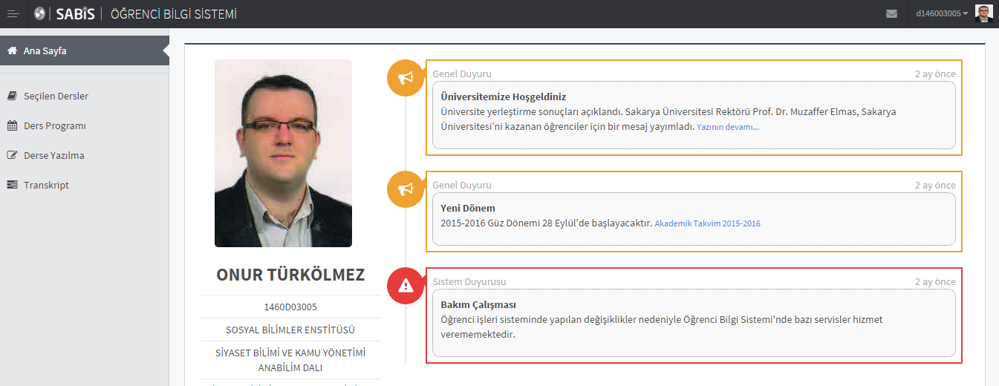 SABİS ÖĞRENCİ BİLGİ SİSTEMİ
d146003005
Ana Sayfa
Seçilen Dersler
Ders Programı
Derse Yazılma
Transkript
ONUR TÜRKÖLMEZ
1460D03005
SOSYAL BİLİMLER ENSTİTÜSÜ
SİYASET BİLİMİ VE KAMU YÖNETİMİ
ANABİLİM DALI
Genel Duyuru 2 ay önce
Üniversitemize Hoşgeldiniz
Üniversite yerleştirme sonuçları açıklandı. Sakarya Üniversitesi Rektörü Prof. Dr. Muzaffer Elmas, Sakarya
Üniversitesi’ni kazanan öğrenciler için bir mesaj yayımladı. Yazının devamı...
Genel Duyuru 2 ay önce
Yeni Dönem
2015-2016 Güz Dönemi 28 Eylül'de başlayacaktır. Akademik Takvim 2015-2016
Sistem Duyurusu 2 ay önce
Bakım Çalışması
Öğrenci işleri sisteminde yapılan değişiklikler nedeniyle Öğrenci Bilgi Sistemi'nde bazı servisler hizmet
verememektedir.